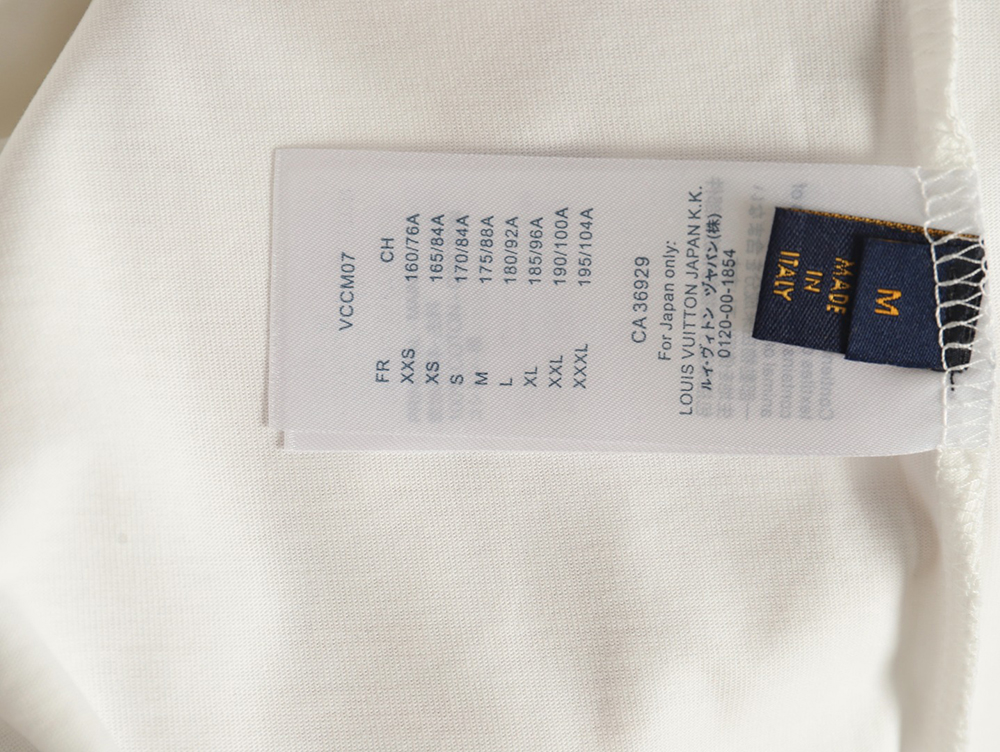 VCCM07
FR CH
XXS 160/76A
XS 165/84A
S 170/84A
M 175/88A
L 180/92A
XL 185/96A
XXL 190/100A
XXXL 195/104A
CA 36929
For Japan only:
LOUIS VUITTON JAPAN K.K.
ルイ・ヴィトン ヅヤパン(株)
0120-00-1854
M
MADE
IN
ITALY